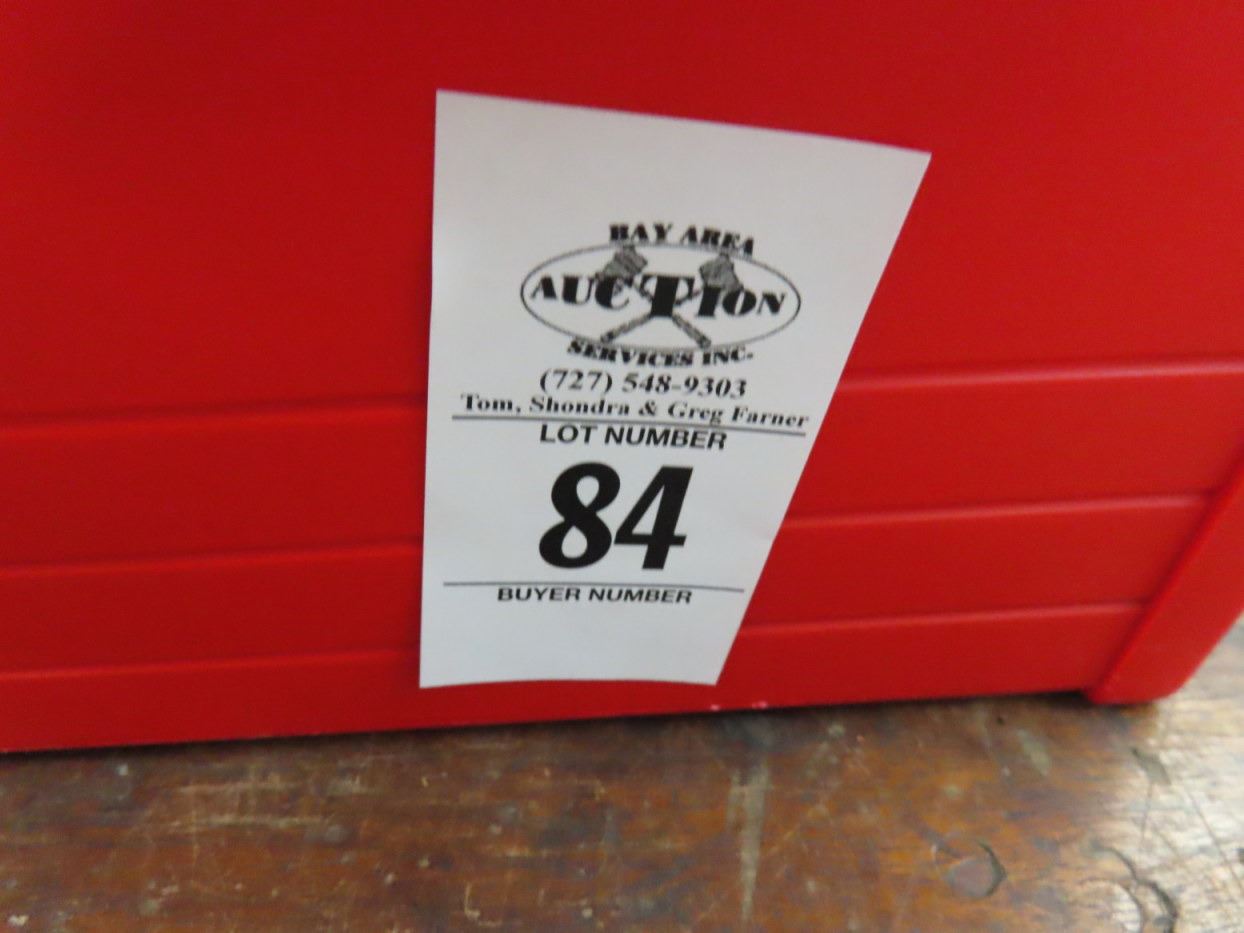 BAY AREA
AUCTION
SERVICES INC.
(727) 548-9303
Tom, Shondra & Greg Farner
LOT NUMBER
84
BUYER NUMBER